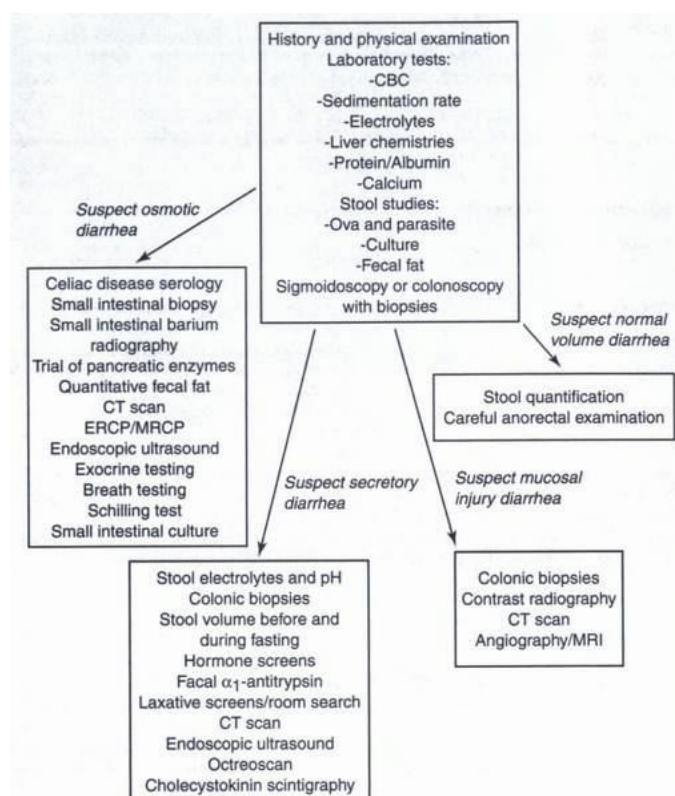 History and physical examination
Laboratory tests:
-CBC
-Sedimentation rate
-Electrolytes
-Liver chemistries
-Protein/Albumin
-Calcium
Stool studies:
-Ova and parasite
-Culture
-Fecal fat
Sigmoidoscopy or colonoscopy
with biopsies
Suspect osmotic
diarrhea
Celiac disease serology
Small intestinal biopsy
Small intestinal barium
radiography
Trial of pancreatic enzymes
Quantitative fecal fat
CT scan
ERCP/MRCP
Endoscopic ultrasound
Exocrine testing
Breath testing
Schilling test
Small intestinal culture
Suspect normal
volume diarrhea
Stool quantification
Careful anorectal examination
Suspect secretory
diarrhea
Stool electrolytes and pH
Colonic biopsies
Stool volume before and
during fasting
Hormone screens
Facal α1-antitrypsin
Laxative screens/room search
CT scan
Endoscopic ultrasound
Octreoscan
Cholecystokinin scintigraphy
Suspect mucosal
injury diarrhea
Colonic biopsies
Contrast radiography
CT scan
Angiography/MRI